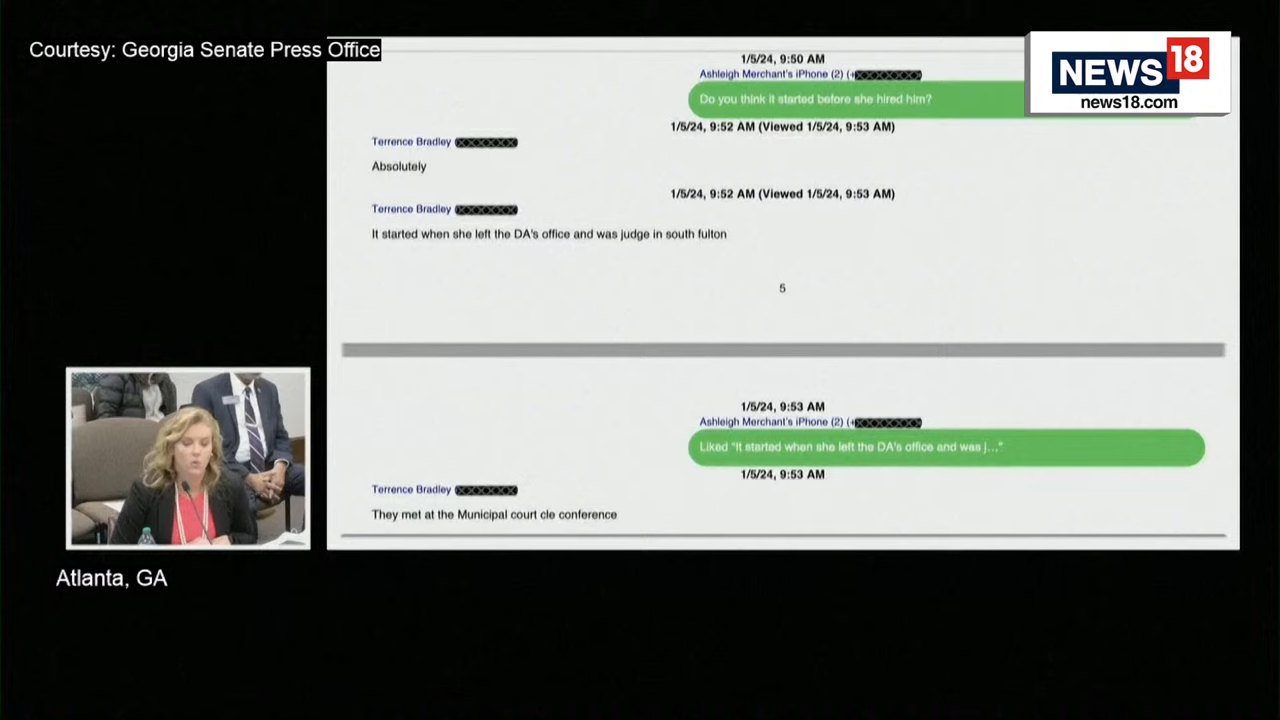 Courtesy: Georgia Senate Press Office
NEWS 18
news18.com
1/5/24, 9:50 AM
Ashleigh Merchant's iPhone (2) (+
Do you think it started before she hired him?
1/5/24, 9:52 AM (Viewed 1/5/24, 9:53 AM)
Terrence Bradley
Absolutely
1/5/24, 9:52 AM (Viewed 1/5/24, 9:53 AM)
Terrence Bradley
It started when she left the DA's office and was judge in south fulton
5
1/5/24, 9:53 AM
Ashleigh Merchant's iPhone (2) (+
Liked "It started when she left the DA's office and was j..."
1/5/24, 9:53 AM
Terrence Bradley
They met at the Municipal court cle conference
Atlanta, GA